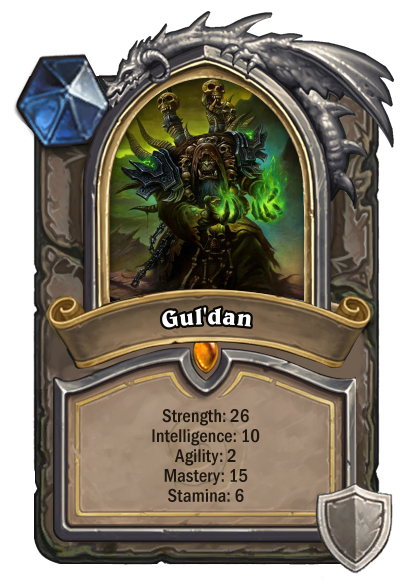 Gul'dan
Strength: 26
Intelligence: 10
Agility: 2
Mastery: 15
Stamina: 6